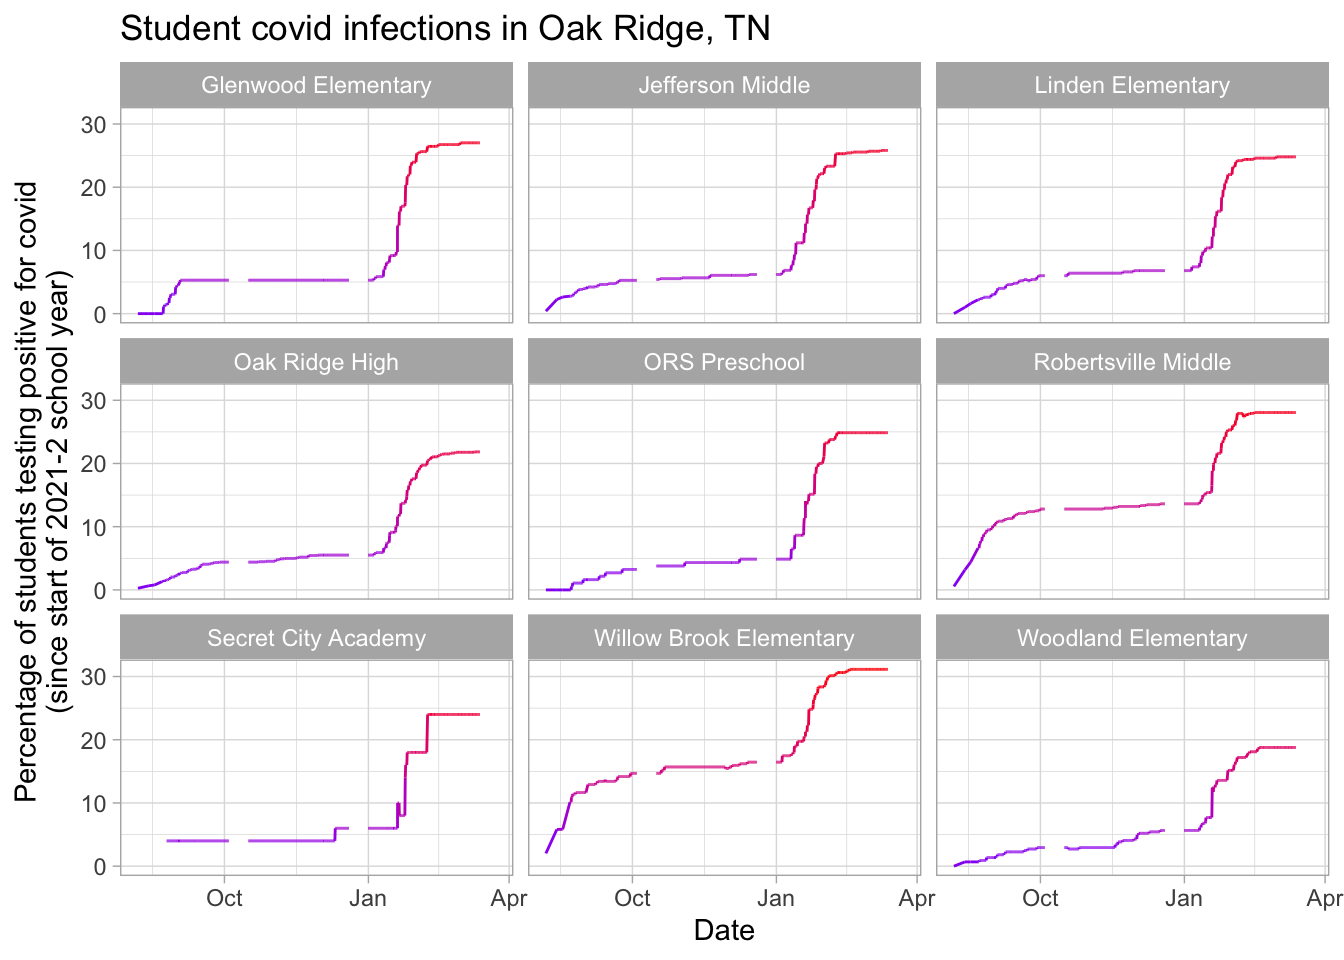 Student covid infections in Oak Ridge, TN
Glenwood Elementary
Jefferson Middle
Linden Elementary
30
20
10
0
Oak Ridge High
ORS Preschool
Robertsville Middle
30
20
10
0
Secret City Academy
Willow Brook Elementary
Woodland Elementary
30
20
10
0
Oct
Jan
Apr
Oct
Jan
Apr
Oct
Jan
Apr
Date
Percentage of students testing positive for covid
(since start of 2021-2 school year)